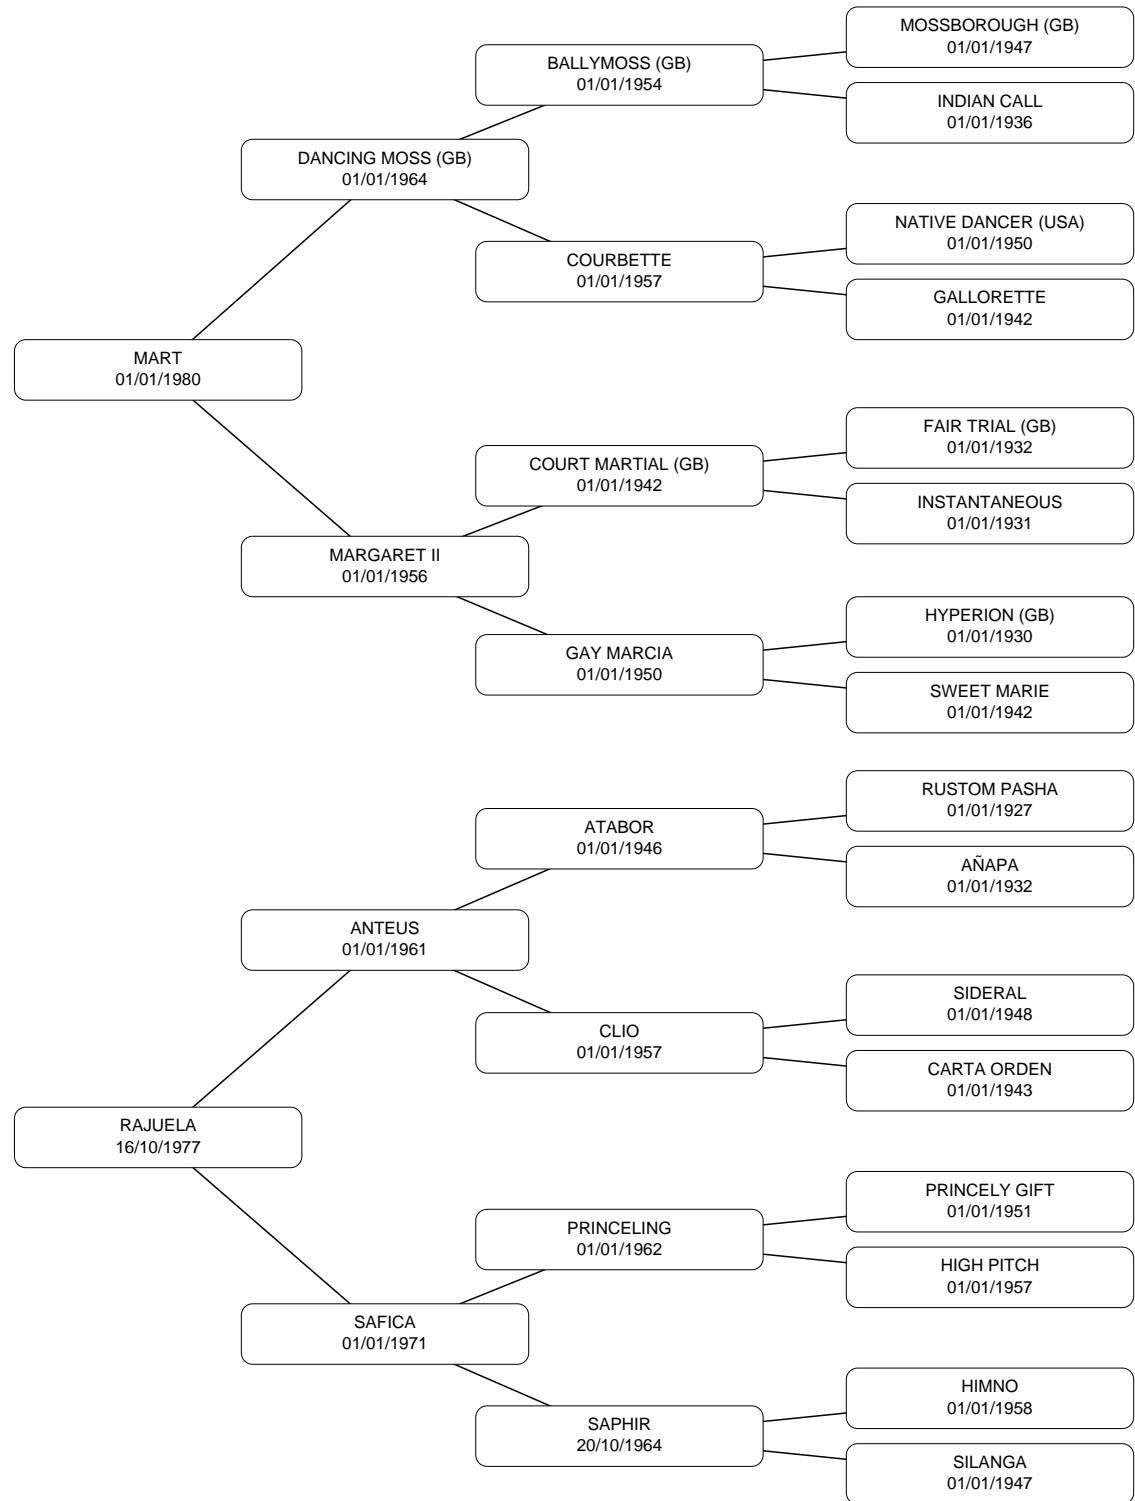 MOSSBOROUGH (GB)
01/01/1947
BALLYMOSS (GB)
01/01/1954
INDIAN CALL
01/01/1936
DANCING MOSS (GB)
01/01/1964
NATIVE DANCER (USA)
01/01/1950
COURBETTE
01/01/1957
GALLORETTE
01/01/1942
MART
01/01/1980
FAIR TRIAL (GB)
01/01/1932
COURT MARTIAL (GB)
01/01/1942
INSTANTANEOUS
01/01/1931
MARGARET II
01/01/1956
HYPERION (GB)
01/01/1930
GAY MARCIA
01/01/1950
SWEET MARIE
01/01/1942
RUSTOM PASHA
01/01/1927
ATABOR
01/01/1946
AÑAPA
01/01/1932
ANTEUS
01/01/1961
SIDERAL
01/01/1948
CLIO
01/01/1957
CARTA ORDEN
01/01/1943
RAJUELA
16/10/1977
PRINCELY GIFT
01/01/1951
PRINCELING
01/01/1962
HIGH PITCH
01/01/1957
SAFICA
01/01/1971
HIMNO
01/01/1958
SAPHIR
20/10/1964
SILANGA
01/01/1947